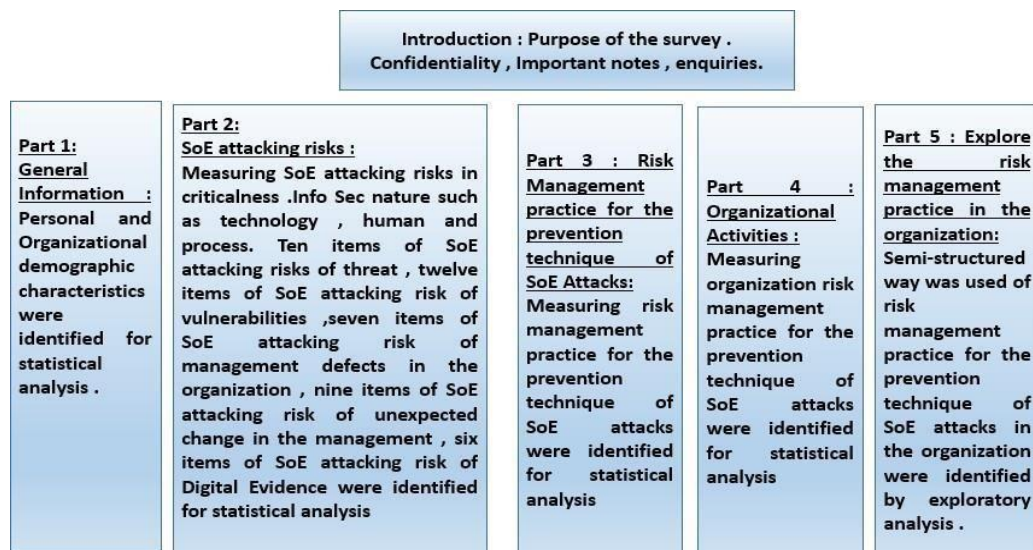 Introduction : Purpose of the survey .
Confidentiality , Important notes , enquiries.
Part 1:
General
Information :
Personal and
Organizational
demographic
characteristics
were
identified for
statistical
analysis .
Part 2:
SoE attacking risks :
Measuring SoE attacking risks in
criticalness .Info Sec nature such
as technology , human and
process. Ten items of SoE
attacking risks of threat , twelve
items of SoE attacking risk of
vulnerabilities ,seven items of
SoE attacking risk of
management defects in the
organization , nine items of SoE
attacking risk of unexpected
change in the management , six
items of SoE attacking risk of
Digital Evidence were identified
for statistical analysis
Part 3 : Risk
Management
practice for the
prevention
technique of
SoE Attacks:
Measuring risk
management
practice for the
prevention
technique of
SoE attacks
were identified
for statistical
analysis
Part 4 :
Organizational
Activities :
Measuring
organization risk
management
practice for the
prevention
technique of
SoE attacks
were identified
for statistical
analysis
Part 5 : Explore
the risk
management
practice in the
organization:
Semi-structured
way was used of
risk
management
practice for the
prevention
technique of
SoE attacks in
the organization
were identified
by exploratory
analysis .